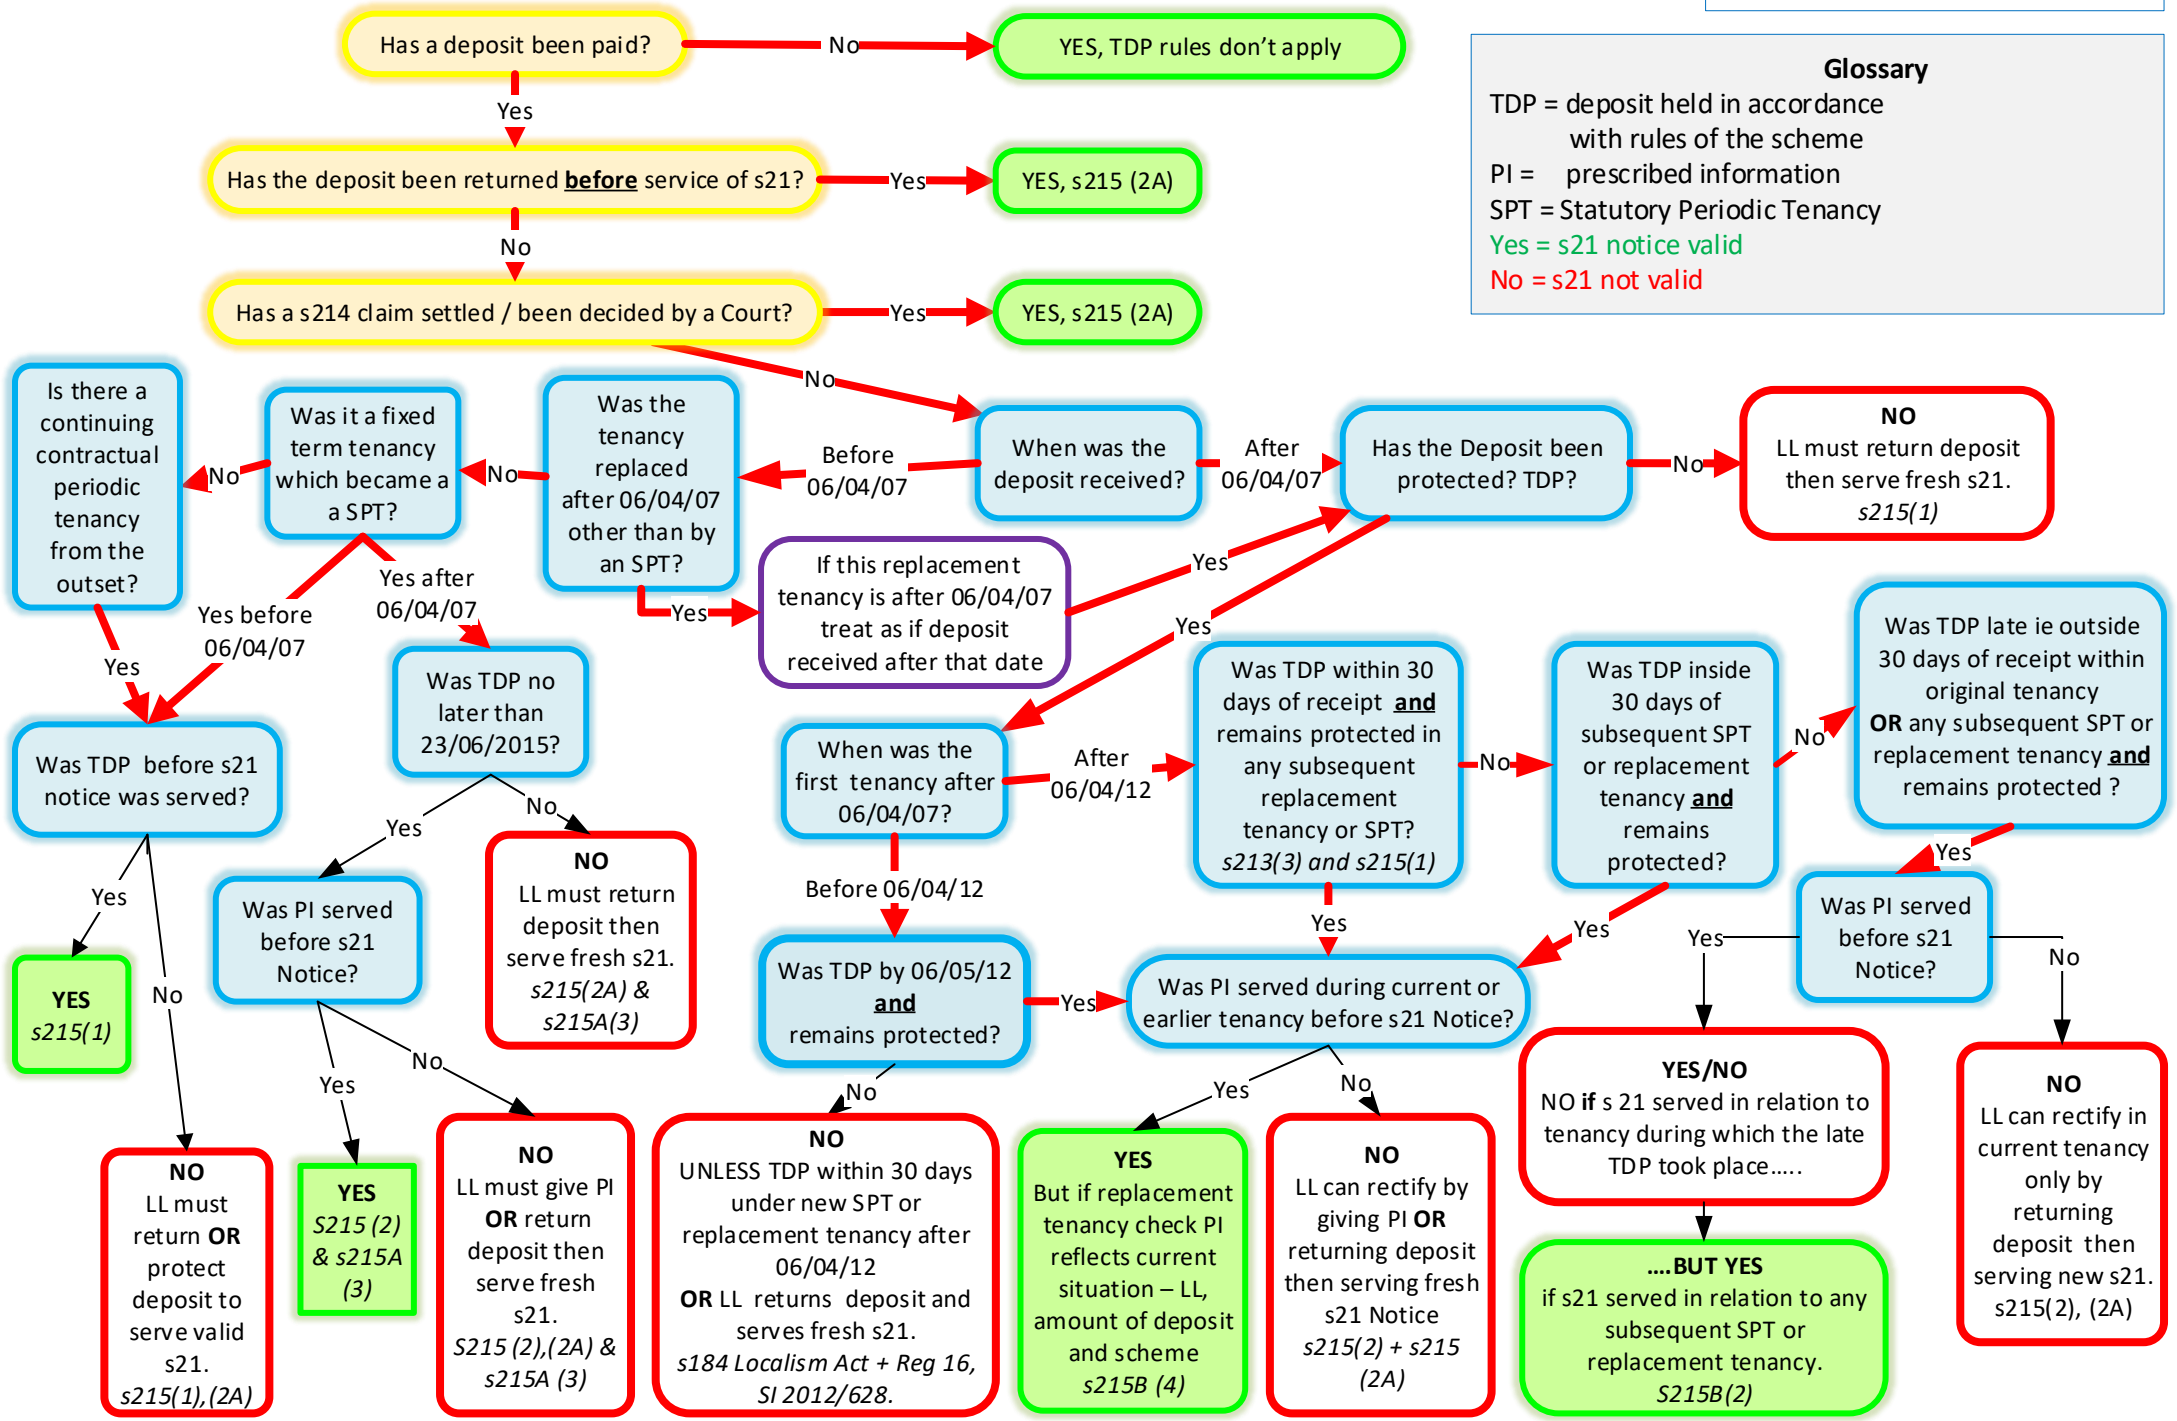 Has a deposit been paid?
No
YES, TDP rules don’t apply
Glossary
TDP = deposit held in accordance
with rules of the scheme
PI = prescribed information
SPT = Statutory Periodic Tenancy
Yes = s21 notice valid
No = s21 not valid
Yes
Has the deposit been returned before service of s21?
Yes
YES, s215 (2A)
No
Has a s214 claim settled / been decided by a Court?
Yes
YES, s215 (2A)
No
Is there a
continuing
contractual
periodic
tenancy
from the
outset?
No
Was it a fixed
term tenancy
which became a
a SPT?
No
Was the
tenancy
replaced
after 06/04/07
other than by
an SPT?
Before
06/04/07
When was the
deposit received?
After
06/04/07
Has the Deposit been
protected? TDP?
No
NO
LL must return deposit
then serve fresh s21.
s215(1)
Yes
Yes before
06/04/07
Yes after
06/04/07
Yes
If this replacement
tenancy is after 06/04/07
treat as if deposit
received after that date
Yes
Yes
Was TDP before s21
notice was served?
Was TDP no
later than
23/06/2015?
When was the
first tenancy after
06/04/07?
After
06/04/12
Was TDP within 30
days of receipt and
remains protected in
any subsequent
replacement
tenancy or SPT?
s213(3) and s215(1)
No
Was TDP inside
30 days of
subsequent SPT
or replacement
tenancy and
remains
protected?
No
Was TDP late ie outside
30 days of receipt within
original tenancy
OR any subsequent SPT or
replacement tenancy and
remains protected ?
Yes
No
Yes
No
Before 06/04/12
Yes
Yes
Yes
YES
s215(1)
Was PI served
before s21
Notice?
NO
LL must return
deposit then
serve fresh s21.
s215(2A) &
s215A(3)
Was TDP by 06/05/12
and
remains protected?
Yes
Was PI served during current or
earlier tenancy before s21 Notice?
Was PI served
before s21
Notice?
Yes
No
Yes
No
No
Yes
No
NO
LL must
return OR
protect
deposit to
serve valid
s21.
s215(1),(2A)
YES
S215 (2)
& s215A
(3)
NO
LL must give PI
OR return
deposit then
serve fresh
s21.
S215 (2),(2A) &
s215A (3)
NO
UNLESS TDP within 30 days
under new SPT or
replacement tenancy after
06/04/12
OR LL returns deposit and
serves fresh s21.
s184 Localism Act + Reg 16,
SI 2012/628.
YES
But if replacement
tenancy check PI
reflects current
situation – LL,
amount of deposit
and scheme
s215B (4)
NO
LL can rectify by
giving PI OR
returning deposit
then serving fresh
s21 Notice
s215(2) + s215
(2A)
YES/NO
NO if s 21 served in relation to
tenancy during which the late
TDP took place…..
….BUT YES
if s21 served in relation to any
subsequent SPT or
replacement tenancy.
S215B(2)
NO
LL can rectify in
current tenancy
only by
returning
deposit then
serving new s21.
s215(2), (2A)